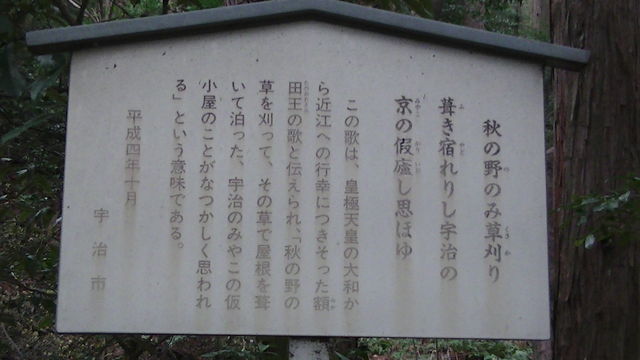 秋の野のみ草刈り
葺き宿れりし宇治の
京の假廬し思ほゆ
この歌は、皇極天皇の大和か
ら近江への行幸につきそった額
田王の歌と伝えられ、「秋の野の
草を刈って、その草で屋根を葺
いて泊った、宇治のみやこの仮
小屋のことがなつかしく思われ
る」という意味である。
平成四年十月
宇治市